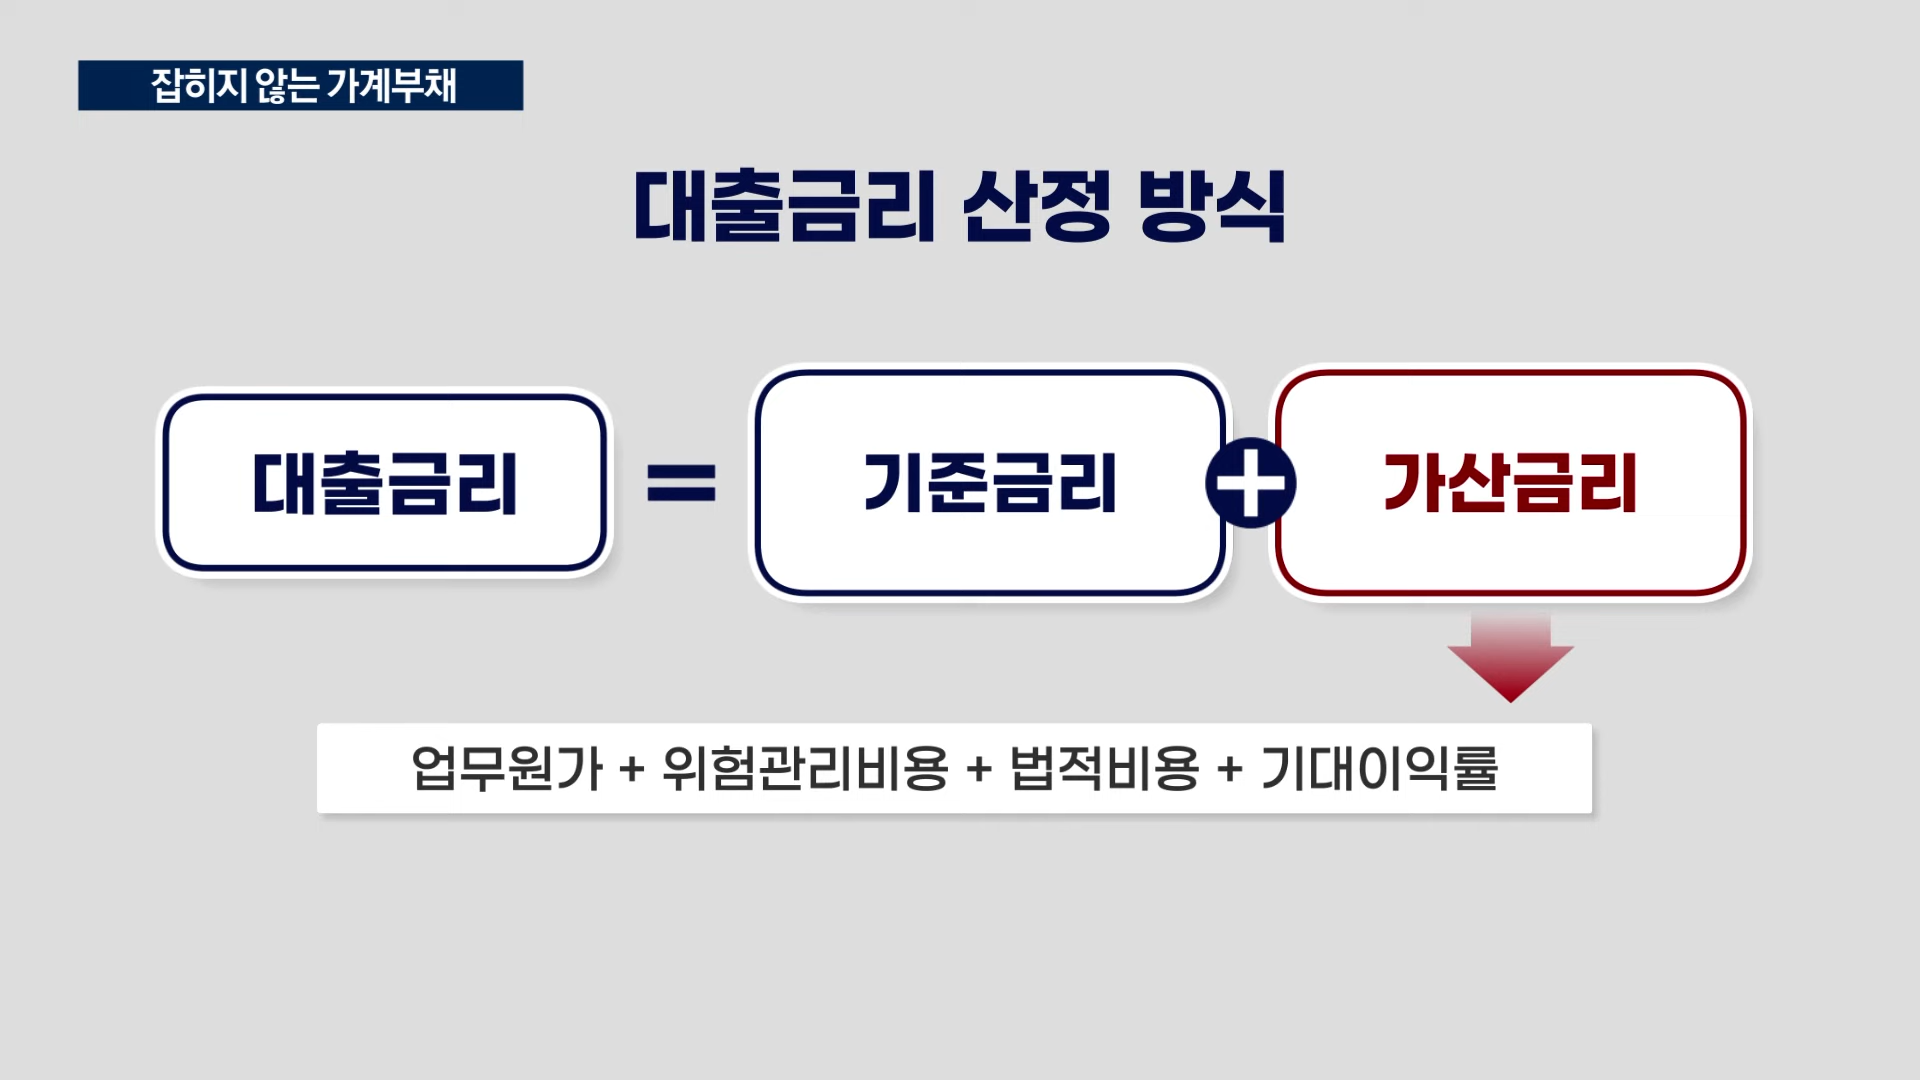 잡히지 않는 가계부채
대출금리 산정 방식
대출금리 = 기준금리 + 가산금리
업무원가 + 위험관리비용 + 법적비용 + 기대이익률